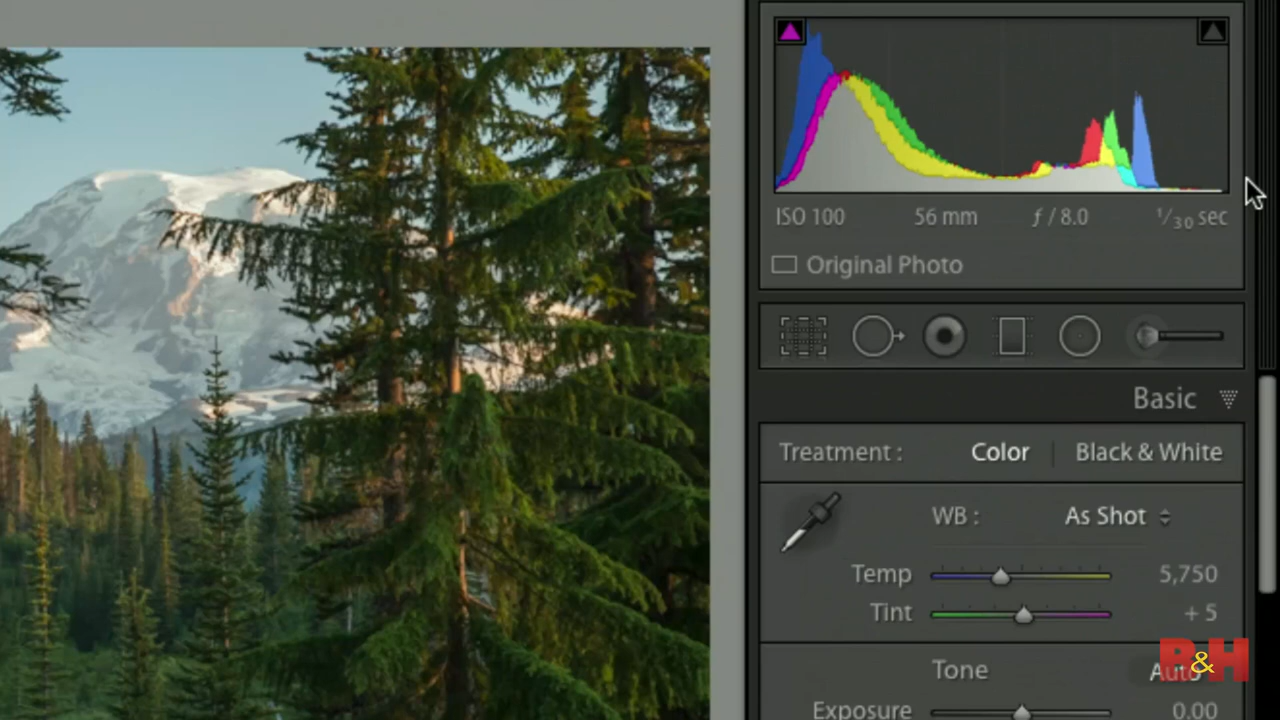 ISO 100 56 mm ƒ / 8.0 1/30 sec
Original Photo
Basic
Treatment : Color | Black & White
WB : As Shot
Temp 5,750
Tint + 5
Tone Auto
Exposure 0.00
B&H